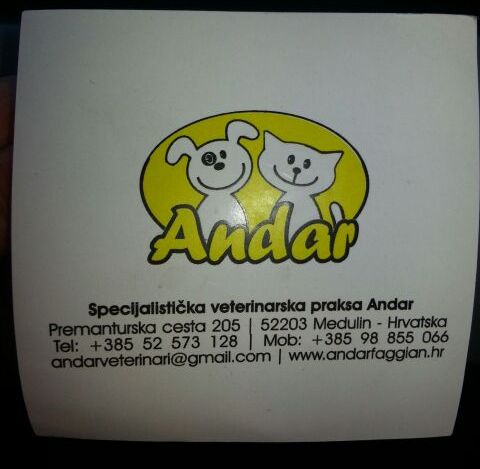 Andar
Specijalistička veterinarska praksa Andar
Premanturska cesta 205 | 52203 Medulin - Hrvatska
Tel: +385 52 573 128 | Mob: +385 98 855 066
andarveterinari@gmail.com | www.andarfaggian.hr